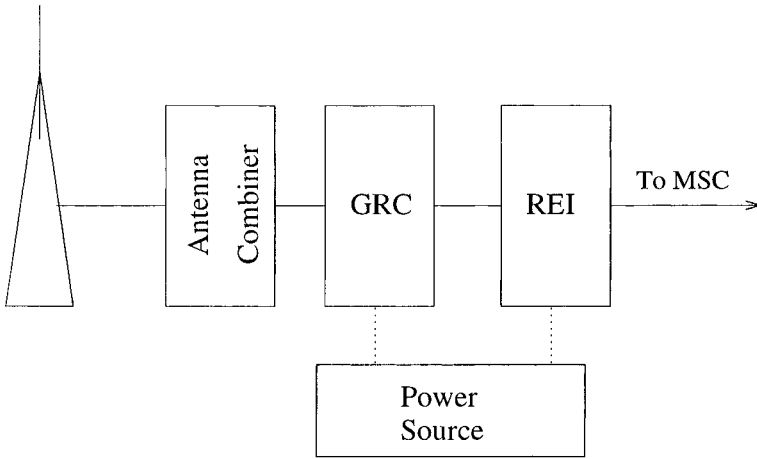 Antenna
Combiner
GRC
REI
To MSC
Power
Source